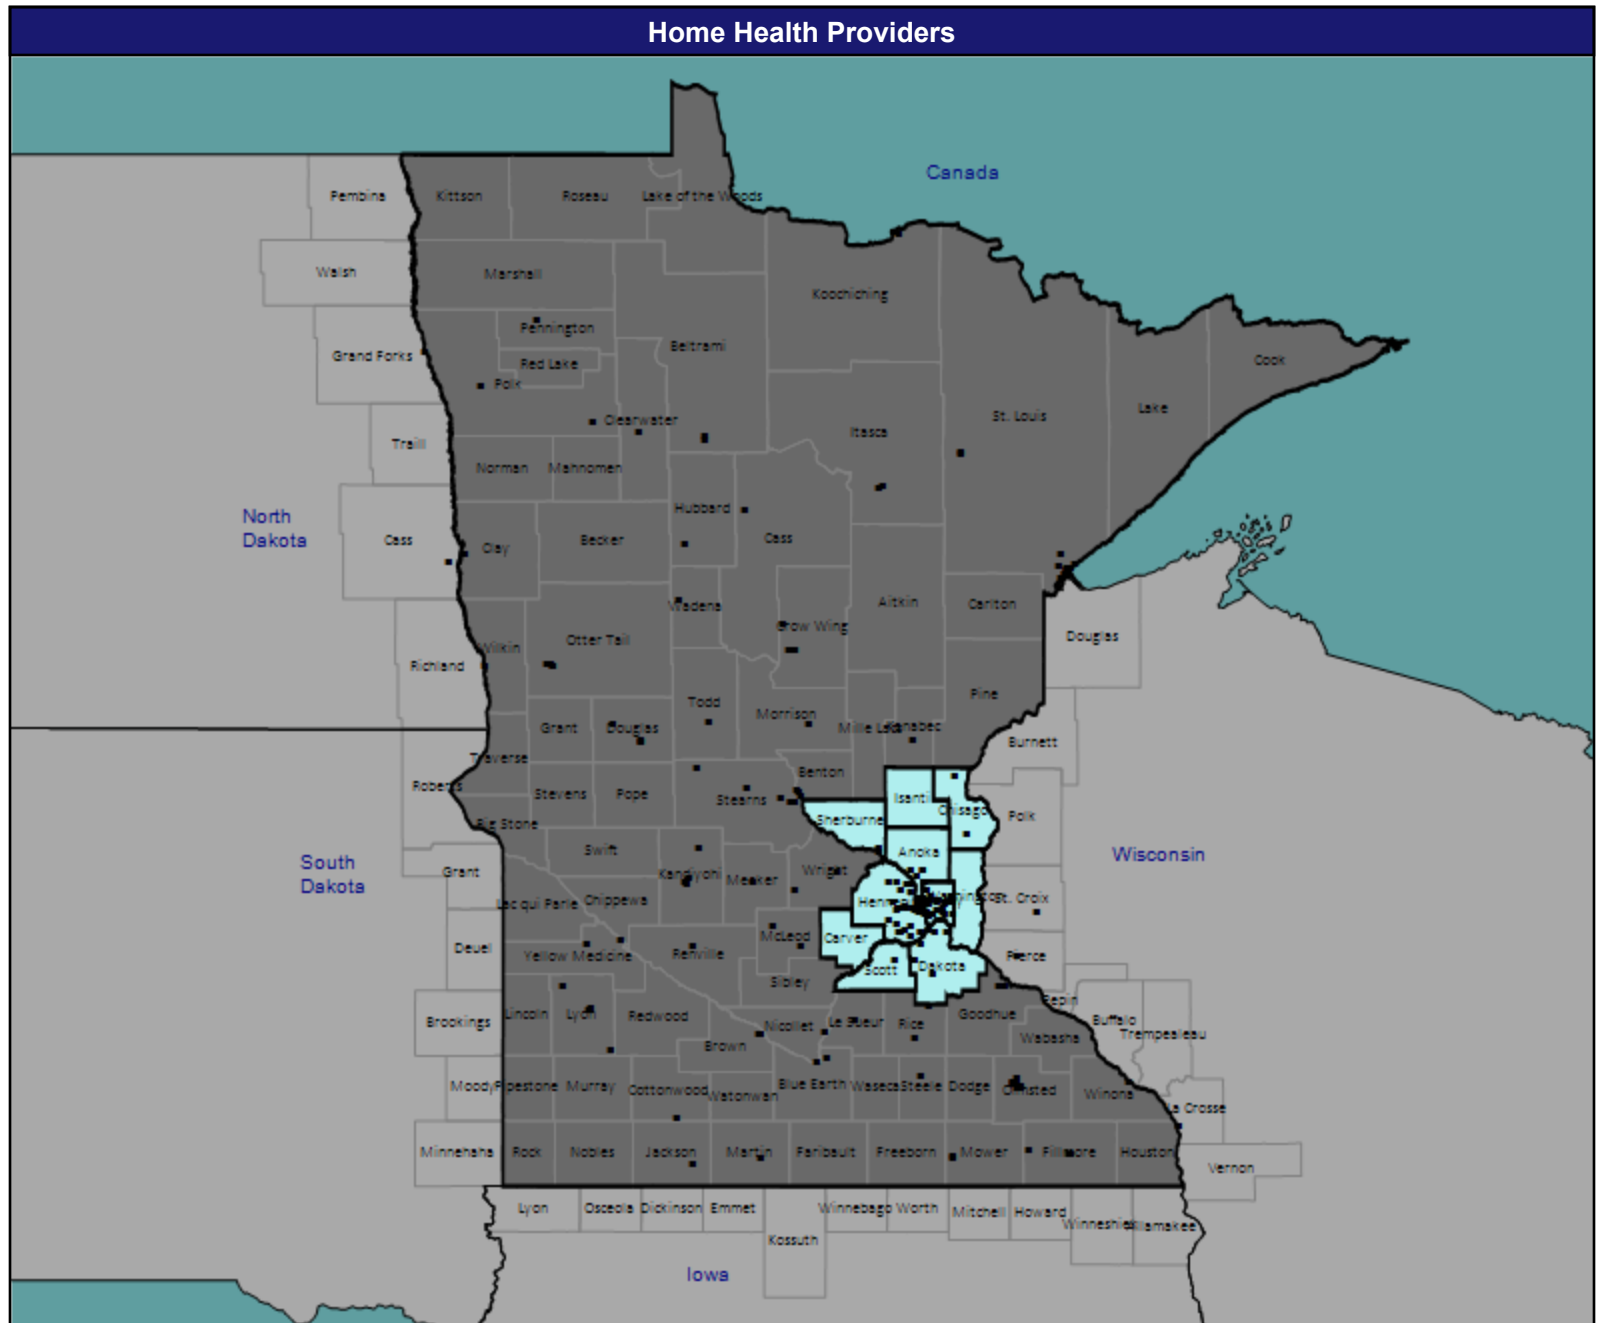 Home Health Providers
Canada
Pembina
Kittson
Roseau
Lake of the Woods
Walsh
Marshall
Koochiching
Pennington
Beltrami
Grand Forks
Red Lake
Cook
Polk
Lake
St. Louis
Clearwater
Itasca
Traill
Norman
Mahnomen
Hubbard
North
Dakota
Cass
Clay
Becker
Cass
Wadena
Aitkin
Carlton
Crow Wing
Douglas
Otter Tail
Wilkin
Richland
Pine
Todd
Morrison
Grant
Douglas
Mille Lacs
Kanabec
Burnett
Traverse
Benton
Roberts
Stevens
Pope
Stearns
Isanti
Chisago
Polk
Sherburne
Big Stone
Swift
Anoka
Wisconsin
South
Dakota
Grant
Kandiyohi
Meeker
Wright
Lac qui Parle
Chippewa
St. Croix
Deuel
McLeod
Carver
Yellow Medicine
Renville
Pierce
Scott
Dakota
Sibley
Pepin
Brookings
Lincoln
Lyon
Redwood
Nicollet
Le Sueur
Rice
Goodhue
Buffalo
Trempealeau
Wabasha
Brown
Moody
Pipestone
Murray
Cottonwood
Watonwan
Blue Earth
Waseca
Steele
Dodge
Olmsted
Winona
La Crosse
Minnehaha
Rock
Nobles
Jackson
Martin
Faribault
Freeborn
Mower
Fillmore
Houston
Vernon
Lyon
Osceola
Dickinson
Emmet
Winnebago
Worth
Mitchell
Howard
Kossuth
Iowa